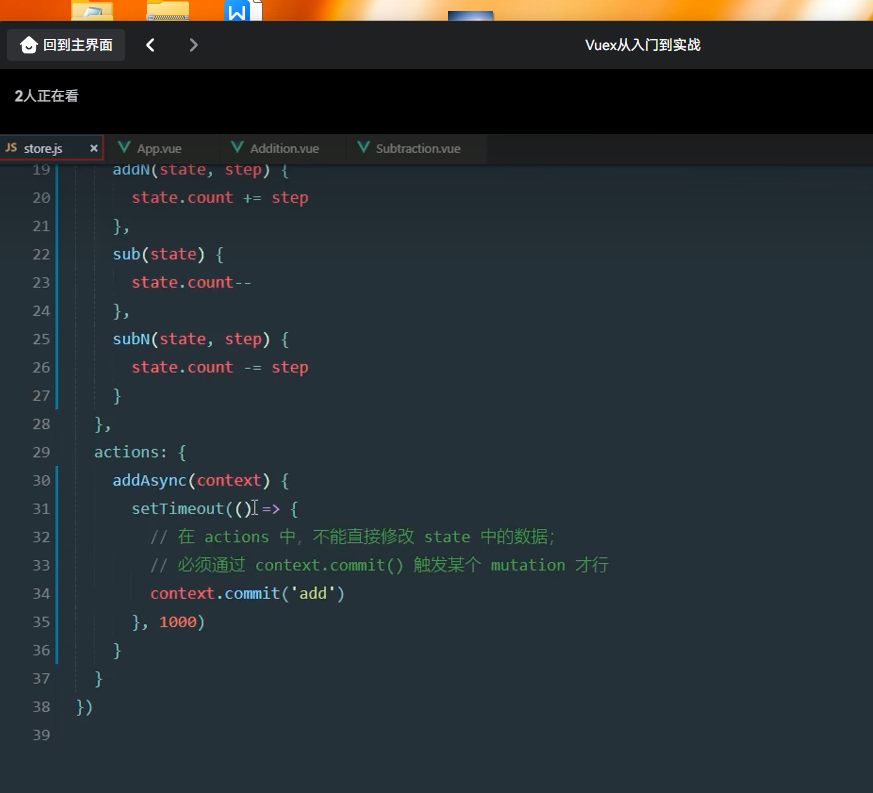 回到主界面
Vuex从入门到实战
2人正在看
JS store.js × App.vue Addition.vue Subtraction.vue
19 addN(state, step) {
20 state.count += step
21 },
22 sub(state) {
23 state.count--
24 },
25 subN(state, step) {
26 state.count -= step
27 }
28 },
29 actions: {
30 addAsync(context) {
31 setTimeout(() => {
32 // 在 actions 中，不能直接修改 state 中的数据；
33 // 必须通过 context.commit() 触发某个 mutation 才行
34 context.commit('add')
35 }, 1000)
36 }
37 }
38 })
39